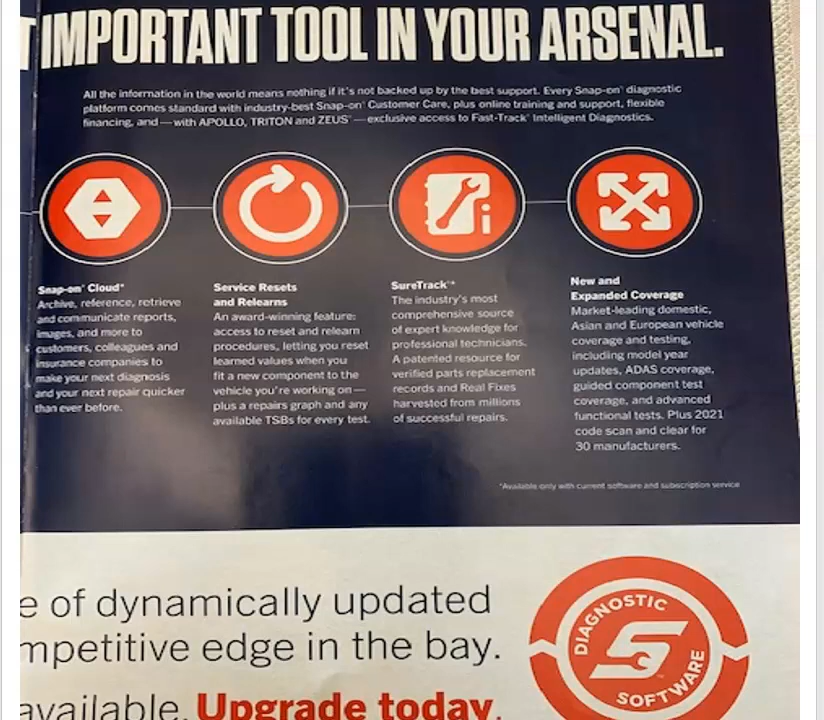 T IMPORTANT TOOL IN YOUR ARSENAL.
All the information in the world means nothing if it's not backed up by the best support. Every Snap-on® diagnostic
platform comes standard with industry-best Snap-on® Customer Care, plus online training and support, flexible
financing, and — with APOLLO, TRITON and ZEUS® — exclusive access to Fast-Track® Intelligent Diagnostics.
Snap-on® Cloud*
Archive, reference, retrieve
and communicate reports,
images, and more to
customers, colleagues and
insurance companies to
make your next diagnosis
and your next repair quicker
than ever before.
Service Resets
and Relearns
An award-winning feature:
access to reset and relearn
procedures, letting you reset
learned values when you
fit a new component to the
vehicle you're working on —
plus a repairs graph and any
available TSBs for every test.
SureTrack®*
The industry's most
comprehensive source
of expert knowledge for
professional technicians.
A patented resource for
verified parts replacement
records and Real Fixes
harvested from millions
of successful repairs.
New and
Expanded Coverage
Market-leading domestic,
Asian and European vehicle
coverage and testing,
including model year
updates, ADAS coverage,
guided component test
coverage, and advanced
functional tests. Plus 2021
code scan and clear for
30 manufacturers.
*Available only with current software and subscription service
e of dynamically updated
mpetitive edge in the bay.
available. Upgrade today.
DIAGNOSTIC
S
SOFTWARE